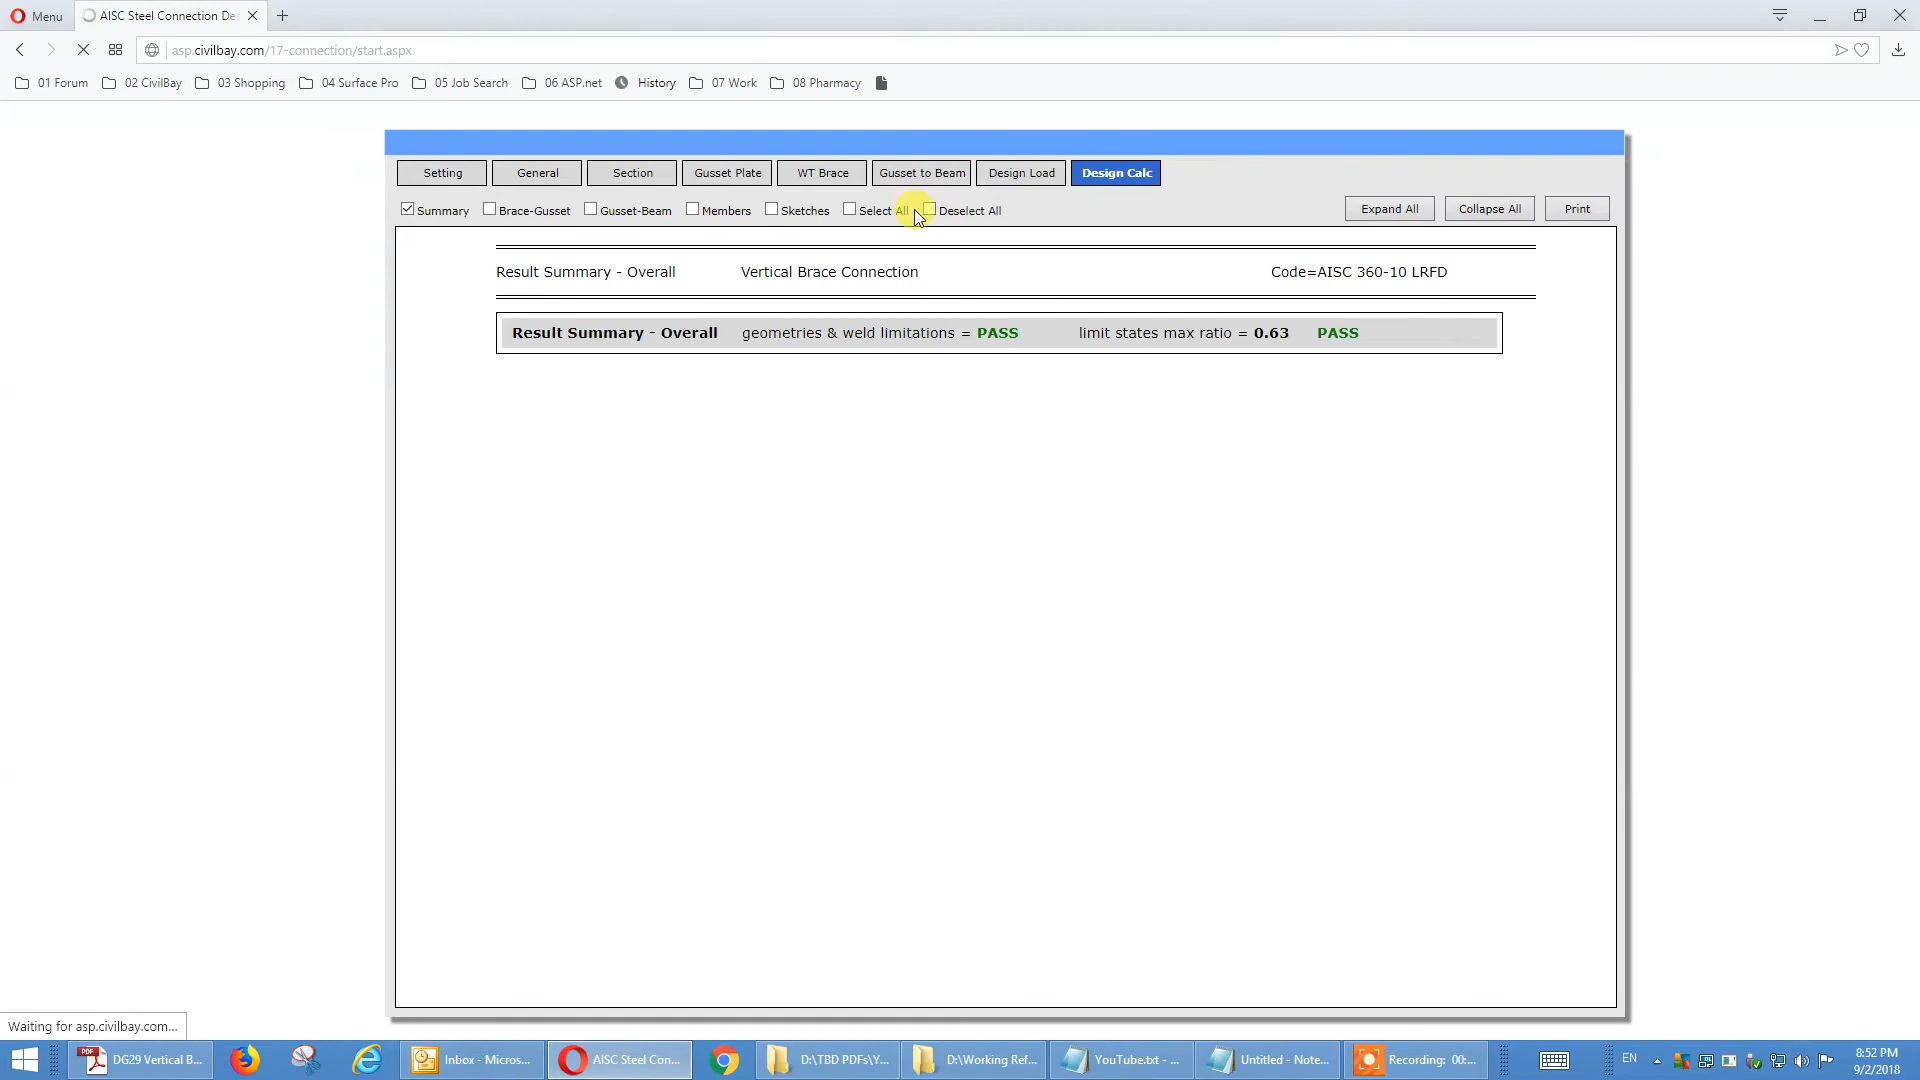 Menu
AISC Steel Connection De
asp.civilbay.com/17-connection/start.aspx
01 Forum 02 CivilBay 03 Shopping 04 Surface Pro 05 Job Search 06 ASP.net History 07 Work 08 Pharmacy
Setting General Section Gusset Plate WT Brace Gusset to Beam Design Load Design Calc
Summary Brace-Gusset Gusset-Beam Members Sketches Select All Deselect All Expand All Collapse All Print
Result Summary - Overall Vertical Brace Connection Code=AISC 360-10 LRFD
Result Summary - Overall geometries & weld limitations = PASS limit states max ratio = 0.63 PASS
Waiting for asp.civilbay.com...
PDF DG29 Vertical B... Inbox - Micros... AISC Steel Con... D:\TBD PDFs\Y... D:\Working Ref... YouTube.txt - ... Untitled - Note... Recording: 00:... EN
8:52 PM
9/2/2018